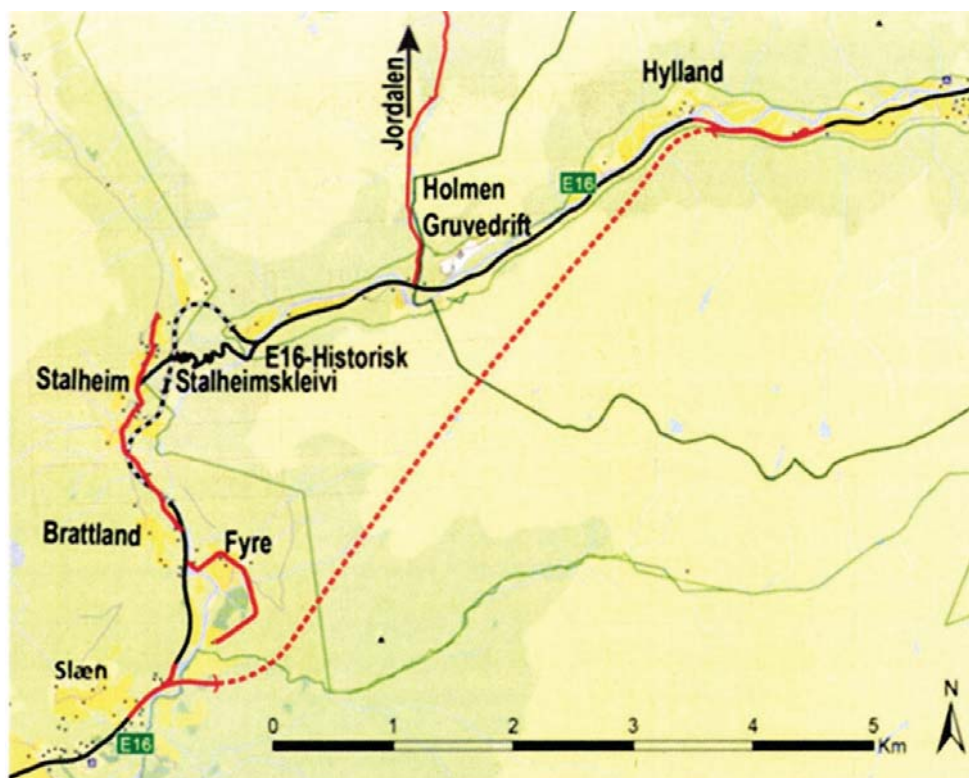 Hylland
Jordalen
E16
Holmen
Gruvedrift
E16-Historisk
Stalheim
Stalheimskleivi
Brattland
Fyre
Slæn
N
0 1 2 3 4 5
Km
E16